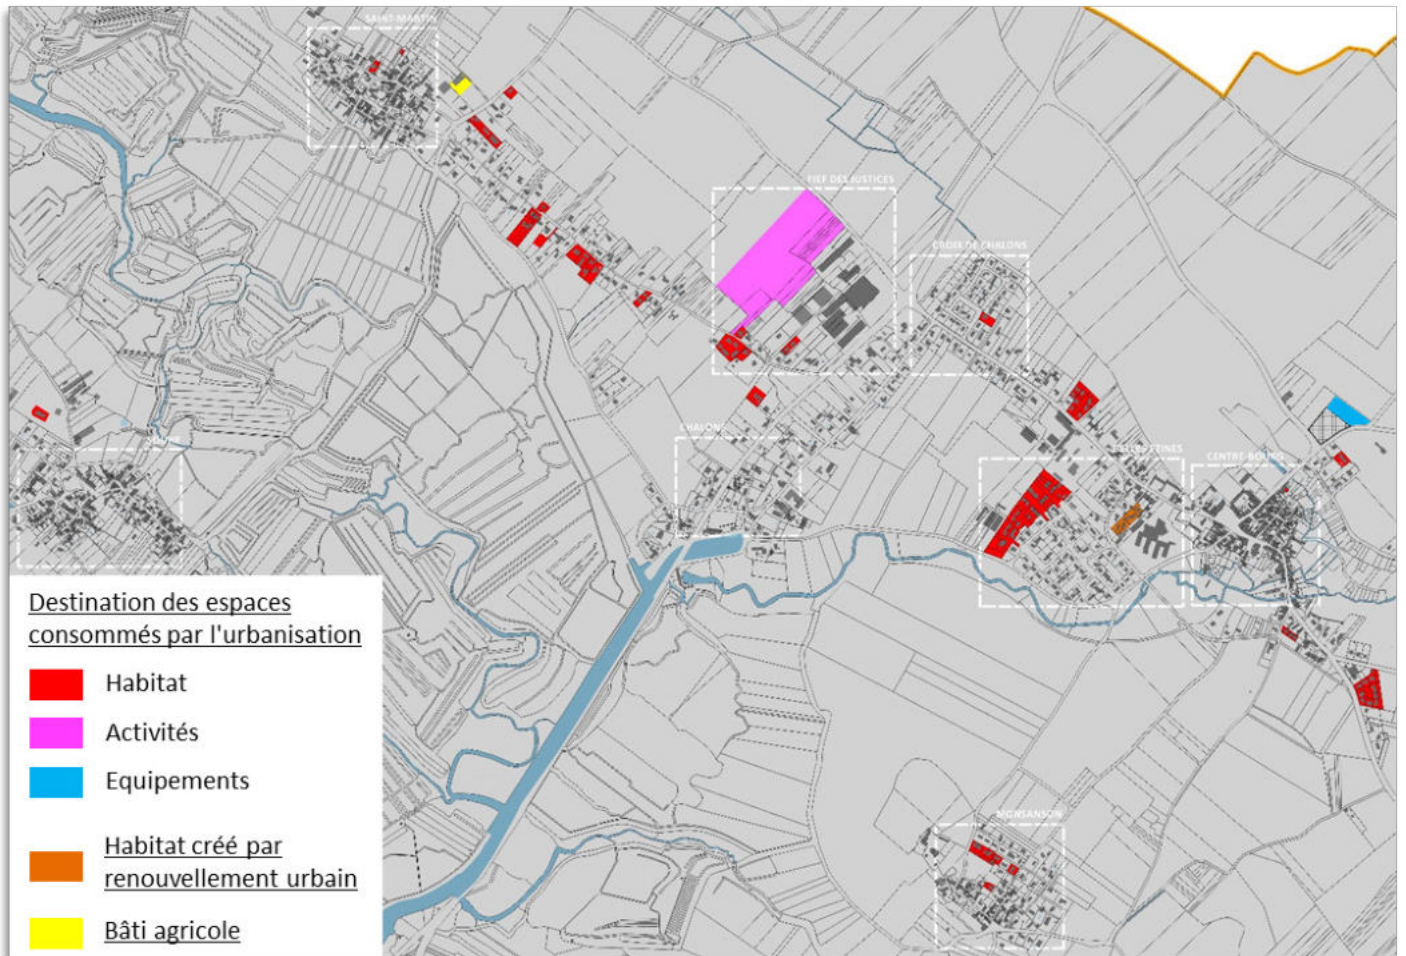 SAINT-MARTIN
FIEF DES JUSTICES
CROIX DE CHALONS
CHALONS
CENTRE-BOURG
MONSANSON
Destination des espaces
consommés par l'urbanisation
Habitat
Activités
Equipements
Habitat créé par
renouvellement urbain
Bâti agricole